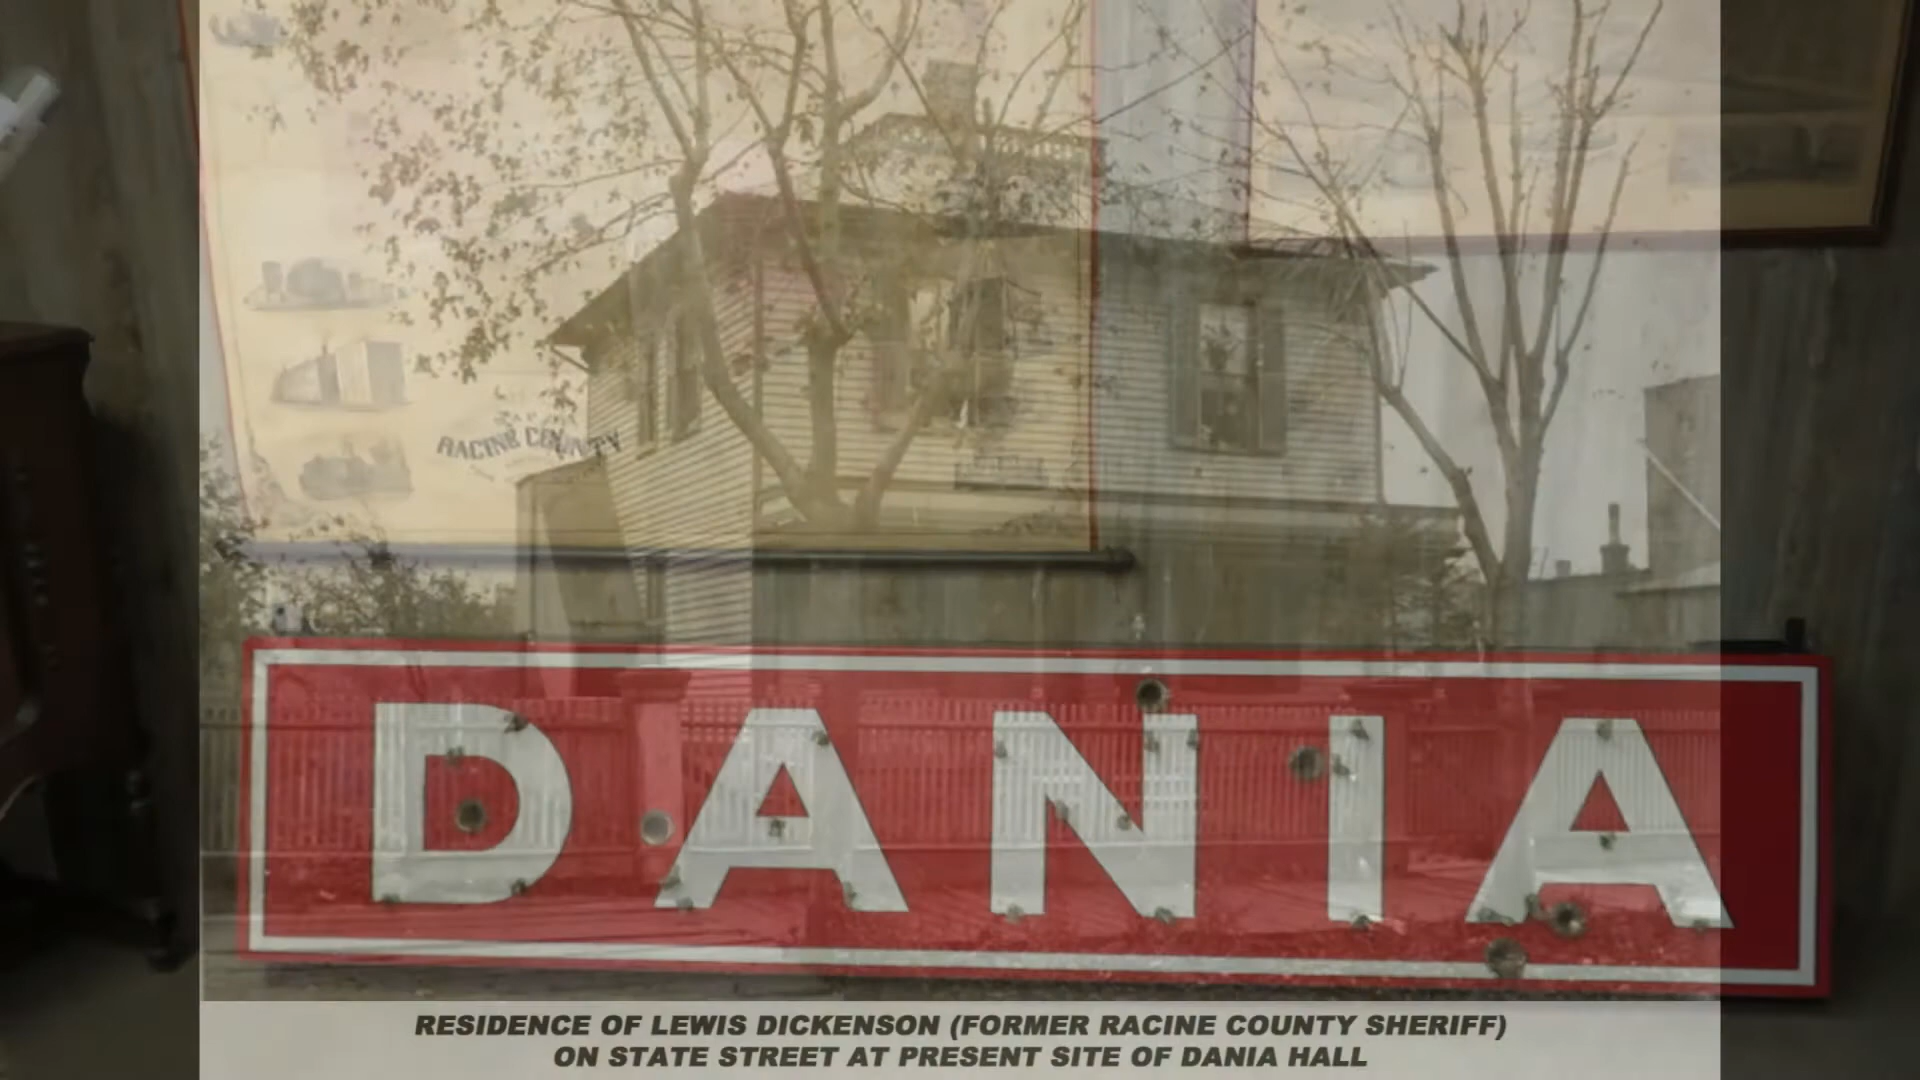 RACINE COUNTY
DANIA
RESIDENCE OF LEWIS DICKENSON (FORMER RACINE COUNTY SHERIFF)
ON STATE STREET AT PRESENT SITE OF DANIA HALL